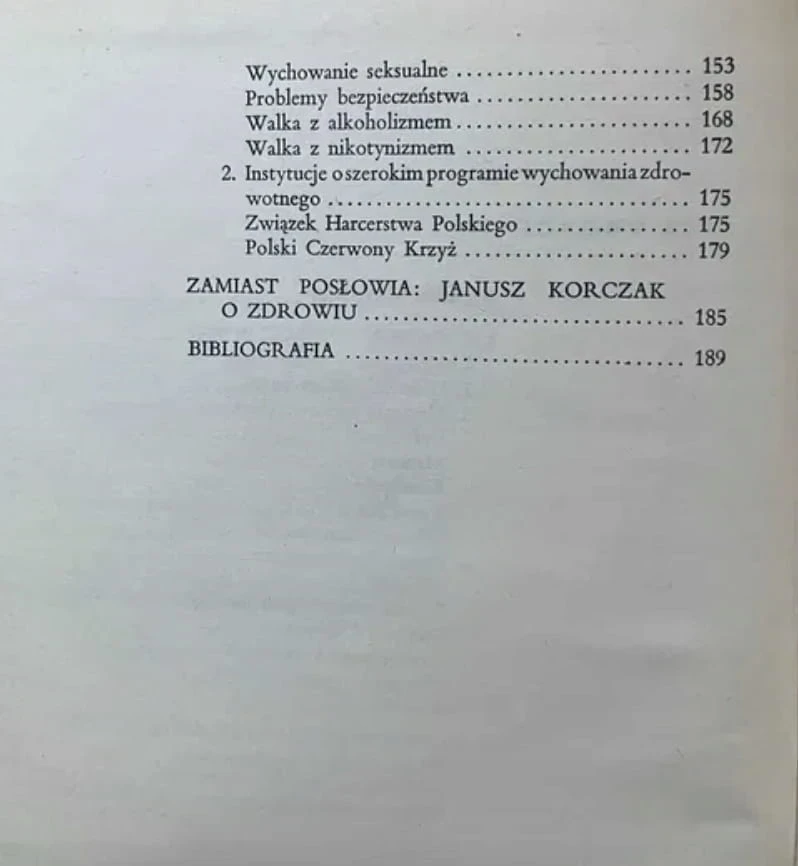 Wychowanie seksualne ........................ 153
Problemy bezpieczeństwa ...................... 158
Walka z alkoholizmem ........................ 168
Walka z nikotynizmem ....................... 172
2. Instytucje o szerokim programie wychowania zdro-
wotnego ..................................... 175
Związek Harcerstwa Polskiego ................. 175
Polski Czerwony Krzyż ....................... 179
ZAMIAST POSŁOWIA: JANUSZ KORCZAK
O ZDROWIU ................................. 185
BIBLIOGRAFIA ................................... 189